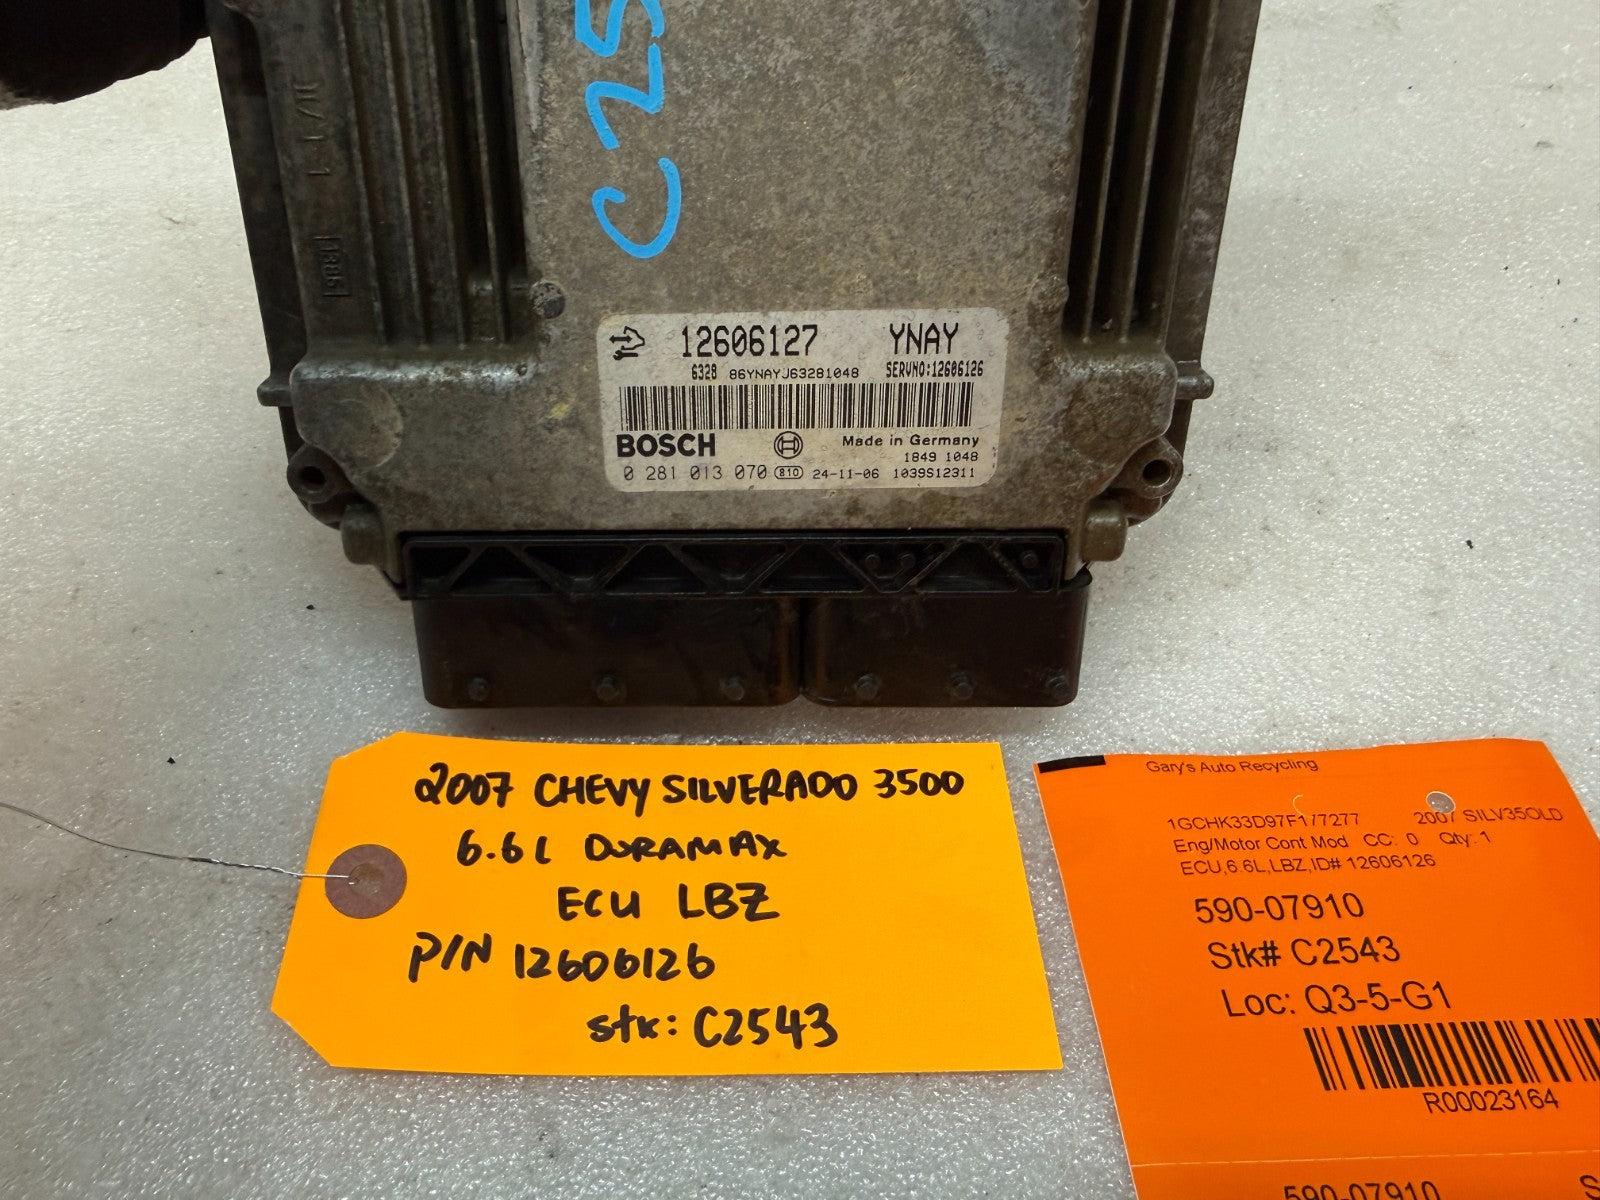 C25
1386
12606127 YNAY
6328 86YNAYJ63281048 SERVNO:12606126
BOSCH Made in Germany
1849 1048
0 281 013 070 810 24-11-06 1039S12311
2007 CHEVY SILVERADO 3500
6.6L DURAMAX
ECU LBZ
P/N 12606126
stk: C2543
Gary's Auto Recycling
1GCHK33D97F177277 2007 SILV35OLD
Eng/Motor Cont Mod CC: 0 Qty: 1
ECU,6.6L,LBZ,ID# 12606126
590-07910
Stk# C2543
Loc: Q3-5-G1
R00023164
590-07910 S